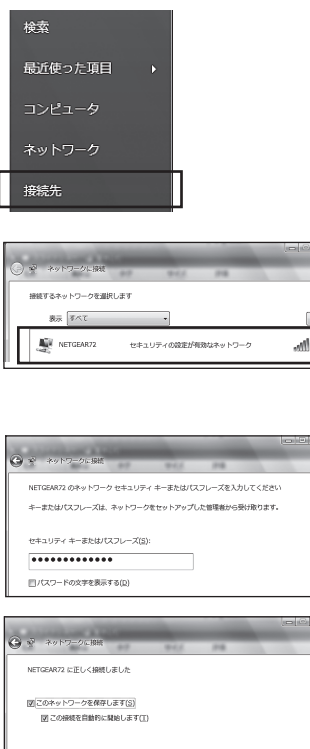 検索
最近使った項目
コンピュータ
ネットワーク
接続先
ネットワークに接続
接続するネットワークを選択します
表示 すべて
NETGEAR72 セキュリティの設定が有効なネットワーク
ネットワークに接続
NETGEAR72 のネットワーク セキュリティ キーまたはパスフレーズを入力してください
キーまたはパスフレーズは、ネットワークをセットアップした管理者から受け取ります。
セキュリティ キーまたはパスフレーズ(S):
●●●●●●●●●●●●●
パスワードの文字を表示する(D)
ネットワークに接続
NETGEAR72 に正しく接続しました
このネットワークを保存します(S)
この接続を自動的に開始します(T)